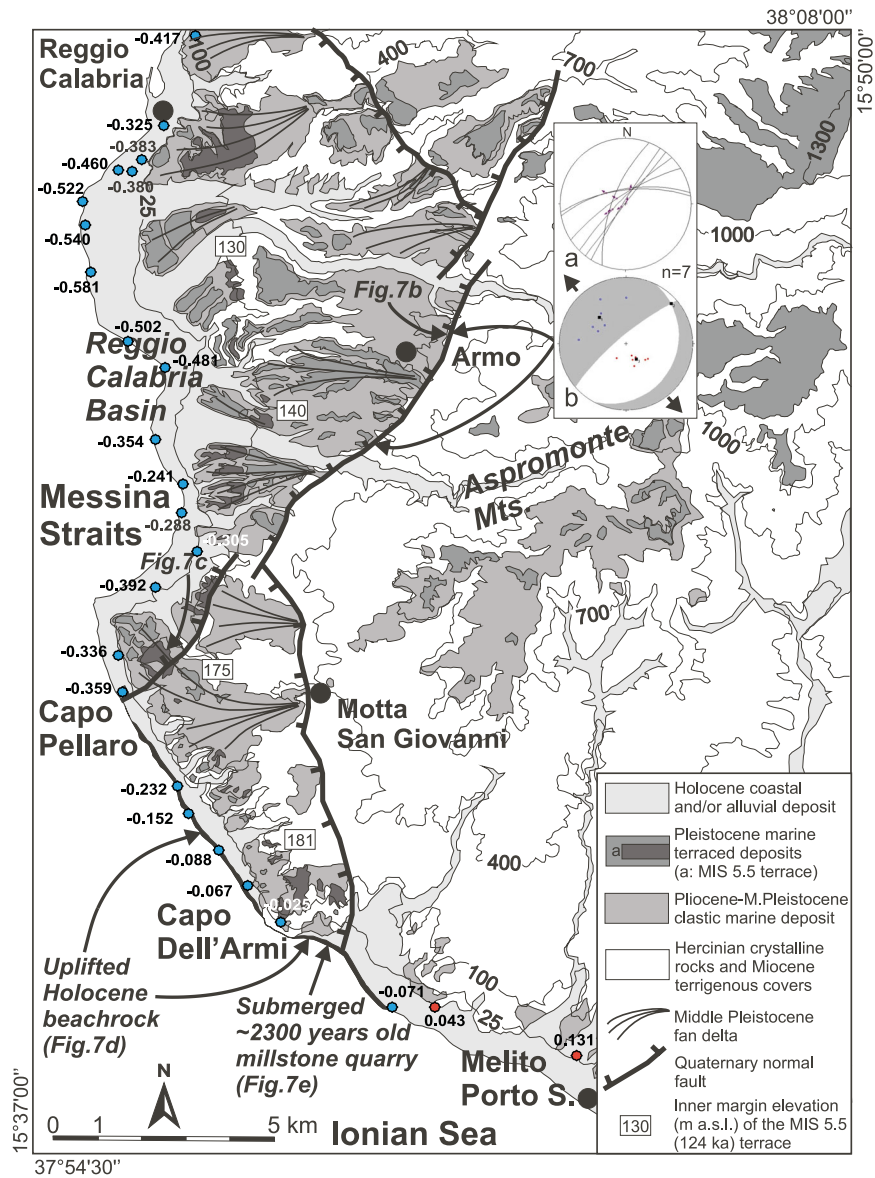 38°08'00''
15°50'00''
Reggio
Calabria
-0.417
100
400
700
1300
-0.325
-0.383
-0.460
-0.380
25
-0.522
-0.540
-0.581
130
1000
N
a
n=7
b
Fig.7b
Armo
-0.502
Reggio
Calabria
Basin
-0.481
140
-0.354
1000
Aspromonte
Mts.
-0.241
Messina
Straits
-0.288
-0.305
Fig.7c
-0.392
700
-0.336
175
-0.359
Capo
Pellaro
Motta
San Giovanni
-0.232
-0.152
181
-0.088
400
-0.067
-0.025
Capo
Dell'Armi
Uplifted
Holocene
beachrock
(Fig.7d)
Submerged
~2300 years old
millstone quarry
(Fig.7e)
-0.071
100
25
0.043
0.131
Melito
Porto S.
Holocene coastal
and/or alluvial deposit
a
Pleistocene marine
terraced deposits
(a: MIS 5.5 terrace)
Pliocene-M.Pleistocene
clastic marine deposit
Hercinian crystalline
rocks and Miocene
terrigenous covers
Middle Pleistocene
fan delta
Quaternary normal
fault
130
Inner margin elevation
(m a.s.l.) of the MIS 5.5
(124 ka) terrace
N
0 1 5 km
Ionian Sea
15°37'00''
37°54'30''